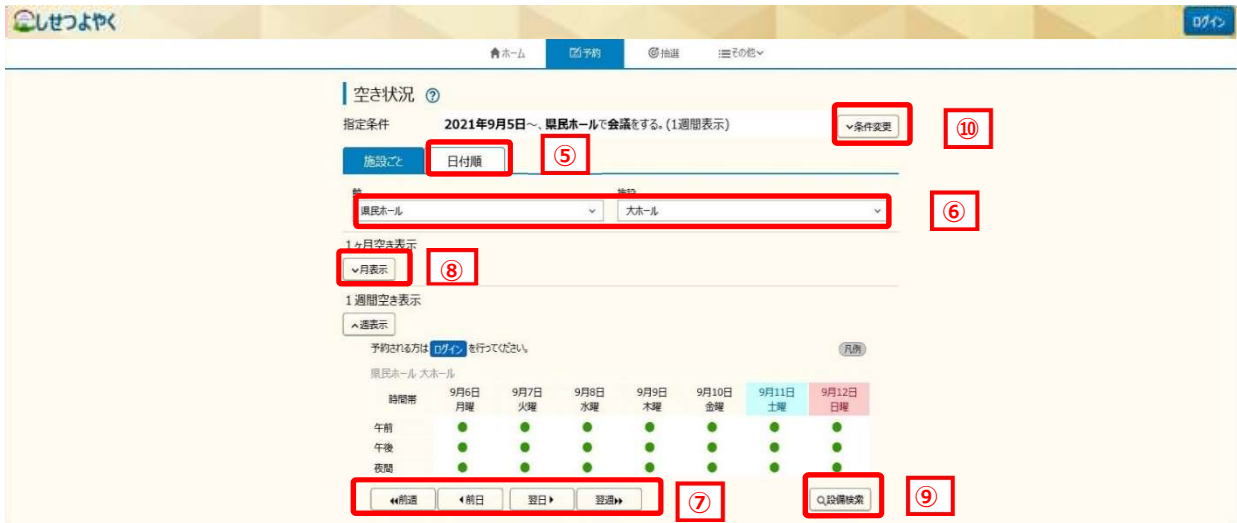 しせつよやく ログイン
ホーム 予約 抽選 その他
空き状況 ?
指定条件 2021年9月5日～、県民ホールで会議をする。(1週間表示) 条件変更 ⑩
施設ごと 日付順 ⑤
館 施設
県民ホール 大ホール ⑥
1ヶ月空き表示
月表示 ⑧
1週間空き表示
週表示
予約される方は ログイン を行ってください。 凡例
県民ホール 大ホール
時間帯 9月6日 9月7日 9月8日 9月9日 9月10日 9月11日 9月12日
月曜 火曜 水曜 木曜 金曜 土曜 日曜
午前
午後
夜間
前週 前日 翌日 翌週 ⑦ 設備検索 ⑨